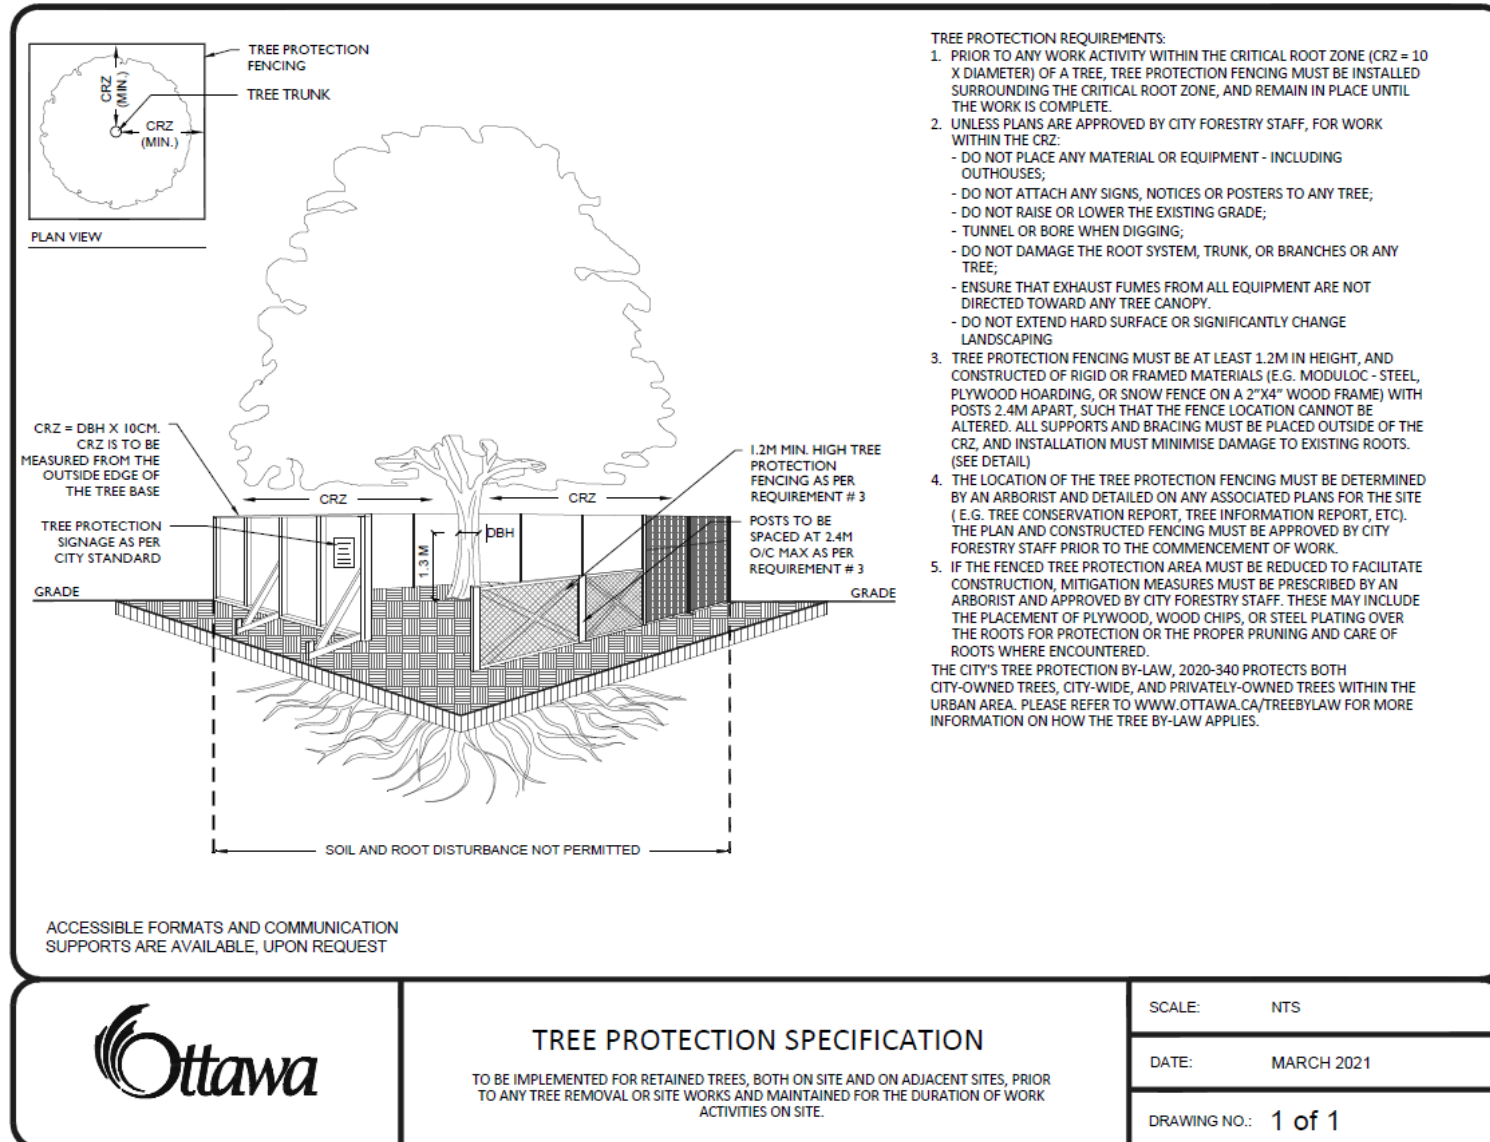 TREE PROTECTION
FENCING
TREE TRUNK
CRZ
(MIN.)
CRZ
(MIN.)
PLAN VIEW
CRZ = DBH X 10CM.
CRZ IS TO BE
MEASURED FROM THE
OUTSIDE EDGE OF
THE TREE BASE
TREE PROTECTION
SIGNAGE AS PER
CITY STANDARD
GRADE
CRZ
CRZ
DBH
1.3 M
1.2M MIN. HIGH TREE
PROTECTION
FENCING AS PER
REQUIREMENT # 3
POSTS TO BE
SPACED AT 2.4M
O/C MAX AS PER
REQUIREMENT # 3
GRADE
SOIL AND ROOT DISTURBANCE NOT PERMITTED
ACCESSIBLE FORMATS AND COMMUNICATION
SUPPORTS ARE AVAILABLE, UPON REQUEST
TREE PROTECTION REQUIREMENTS:
1. PRIOR TO ANY WORK ACTIVITY WITHIN THE CRITICAL ROOT ZONE (CRZ = 10
X DIAMETER) OF A TREE, TREE PROTECTION FENCING MUST BE INSTALLED
SURROUNDING THE CRITICAL ROOT ZONE, AND REMAIN IN PLACE UNTIL
THE WORK IS COMPLETE.
2. UNLESS PLANS ARE APPROVED BY CITY FORESTRY STAFF, FOR WORK
WITHIN THE CRZ:
- DO NOT PLACE ANY MATERIAL OR EQUIPMENT - INCLUDING
OUTHOUSES;
- DO NOT ATTACH ANY SIGNS, NOTICES OR POSTERS TO ANY TREE;
- DO NOT RAISE OR LOWER THE EXISTING GRADE;
- TUNNEL OR BORE WHEN DIGGING;
- DO NOT DAMAGE THE ROOT SYSTEM, TRUNK, OR BRANCHES OR ANY
TREE;
- ENSURE THAT EXHAUST FUMES FROM ALL EQUIPMENT ARE NOT
DIRECTED TOWARD ANY TREE CANOPY.
- DO NOT EXTEND HARD SURFACE OR SIGNIFICANTLY CHANGE
LANDSCAPING
3. TREE PROTECTION FENCING MUST BE AT LEAST 1.2M IN HEIGHT, AND
CONSTRUCTED OF RIGID OR FRAMED MATERIALS (E.G. MODULOC - STEEL,
PLYWOOD HOARDING, OR SNOW FENCE ON A 2"X4" WOOD FRAME) WITH
POSTS 2.4M APART, SUCH THAT THE FENCE LOCATION CANNOT BE
ALTERED. ALL SUPPORTS AND BRACING MUST BE PLACED OUTSIDE OF THE
CRZ, AND INSTALLATION MUST MINIMISE DAMAGE TO EXISTING ROOTS.
(SEE DETAIL)
4. THE LOCATION OF THE TREE PROTECTION FENCING MUST BE DETERMINED
BY AN ARBORIST AND DETAILED ON ANY ASSOCIATED PLANS FOR THE SITE
( E.G. TREE CONSERVATION REPORT, TREE INFORMATION REPORT, ETC).
THE PLAN AND CONSTRUCTED FENCING MUST BE APPROVED BY CITY
FORESTRY STAFF PRIOR TO THE COMMENCEMENT OF WORK.
5. IF THE FENCED TREE PROTECTION AREA MUST BE REDUCED TO FACILITATE
CONSTRUCTION, MITIGATION MEASURES MUST BE PRESCRIBED BY AN
ARBORIST AND APPROVED BY CITY FORESTRY STAFF. THESE MAY INCLUDE
THE PLACEMENT OF PLYWOOD, WOOD CHIPS, OR STEEL PLATING OVER
THE ROOTS FOR PROTECTION OR THE PROPER PRUNING AND CARE OF
ROOTS WHERE ENCOUNTERED.
THE CITY'S TREE PROTECTION BY-LAW, 2020-340 PROTECTS BOTH
CITY-OWNED TREES, CITY-WIDE, AND PRIVATELY-OWNED TREES WITHIN THE
URBAN AREA. PLEASE REFER TO WWW.OTTAWA.CA/TREEBYLAW FOR MORE
INFORMATION ON HOW THE TREE BY-LAW APPLIES.
Ottawa
TREE PROTECTION SPECIFICATION
TO BE IMPLEMENTED FOR RETAINED TREES, BOTH ON SITE AND ON ADJACENT SITES, PRIOR
TO ANY TREE REMOVAL OR SITE WORKS AND MAINTAINED FOR THE DURATION OF WORK
ACTIVITIES ON SITE.
SCALE: NTS
DATE: MARCH 2021
DRAWING NO.: 1 of 1